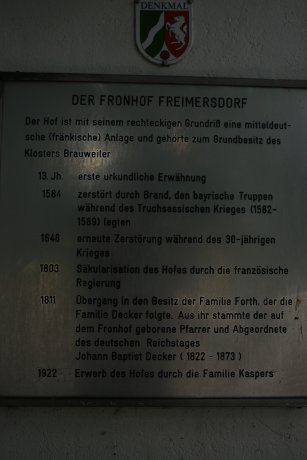 DENKMAL
DER FRONHOF FREIMERSDORF
Der Hof ist mit seinem rechteckigen Grundriß eine mitteldeut-
sche (fränkische) Anlage und gehörte zum Grundbesitz des
Klosters Brauweiler
13. Jh. erste urkundliche Erwähnung
1584 zerstört durch Brand, den bayrische Truppen
während des Truchsessischen Krieges (1582-
1589) legten
1648 erneute Zerstörung während des 30-jährigen
Krieges
1803 Säkularisation des Hofes durch die französische
Regierung
1811 Übergang in den Besitz der Familie Forth, der die
Familie Decker folgte. Aus ihr stammte der auf
dem Fronhof geborene Pfarrer und Abgeordnete
des deutschen Reichstages
Johann Baptist Decker (1822 - 1873)
1922 Erwerb des Hofes durch die Familie Kaspers